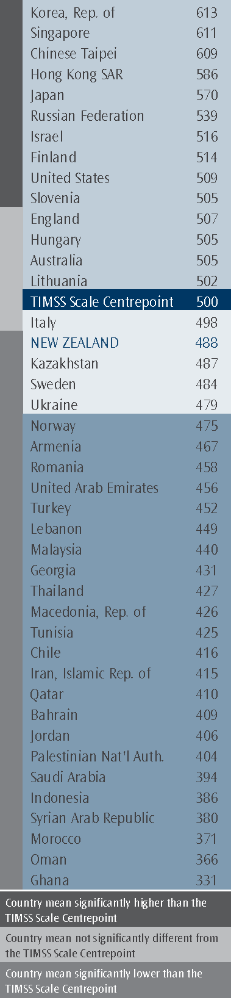 Korea, Rep. of 613
Singapore 611
Chinese Taipei 609
Hong Kong SAR 586
Japan 570
Russian Federation 539
Israel 516
Finland 514
United States 509
Slovenia 505
England 507
Hungary 505
Australia 505
Lithuania 502
TIMSS Scale Centrepoint 500
Italy 498
NEW ZEALAND 488
Kazakhstan 487
Sweden 484
Ukraine 479
Norway 475
Armenia 467
Romania 458
United Arab Emirates 456
Turkey 452
Lebanon 449
Malaysia 440
Georgia 431
Thailand 427
Macedonia, Rep. of 426
Tunisia 425
Chile 416
Iran, Islamic Rep. of 415
Qatar 410
Bahrain 409
Jordan 406
Palestinian Nat'l Auth. 404
Saudi Arabia 394
Indonesia 386
Syrian Arab Republic 380
Morocco 371
Oman 366
Ghana 331
Country mean significantly higher than the
TIMSS Scale Centrepoint
Country mean not significantly different from
the TIMSS Scale Centrepoint
Country mean significantly lower than the
TIMSS Scale Centrepoint